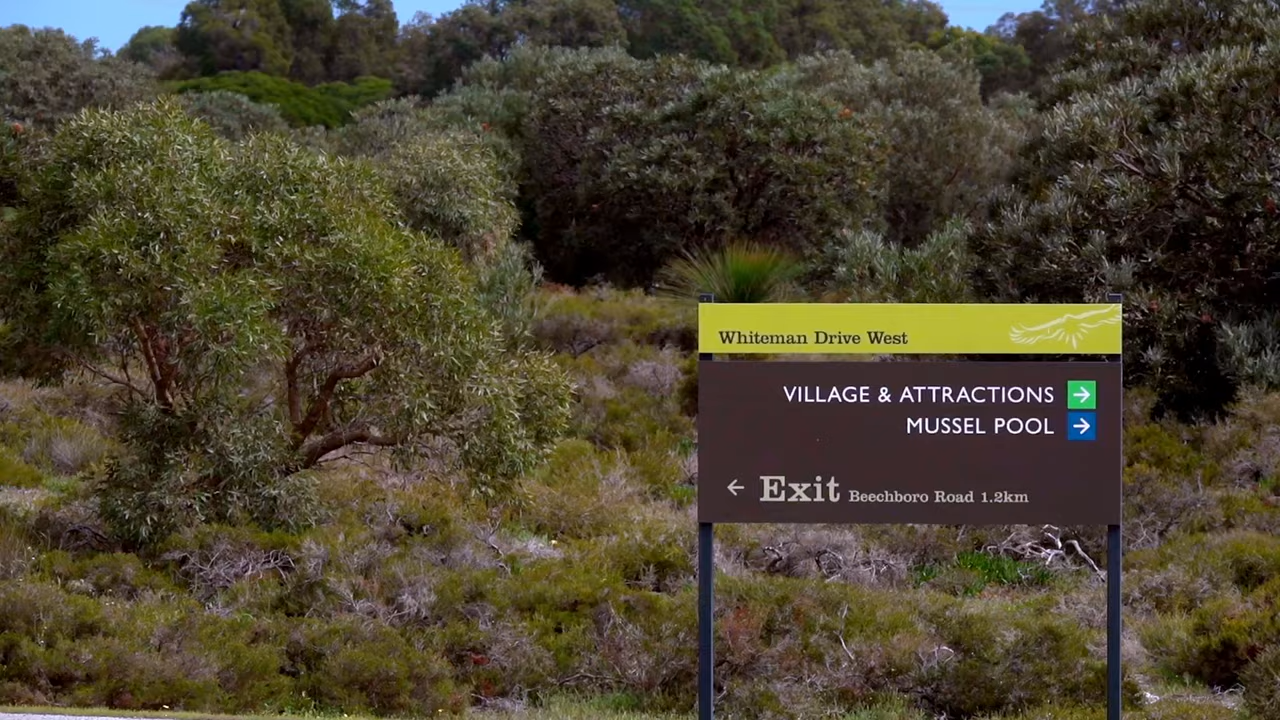 Whiteman Drive West
VILLAGE & ATTRACTIONS →
MUSSEL POOL →
← Exit Beechboro Road 1.2km